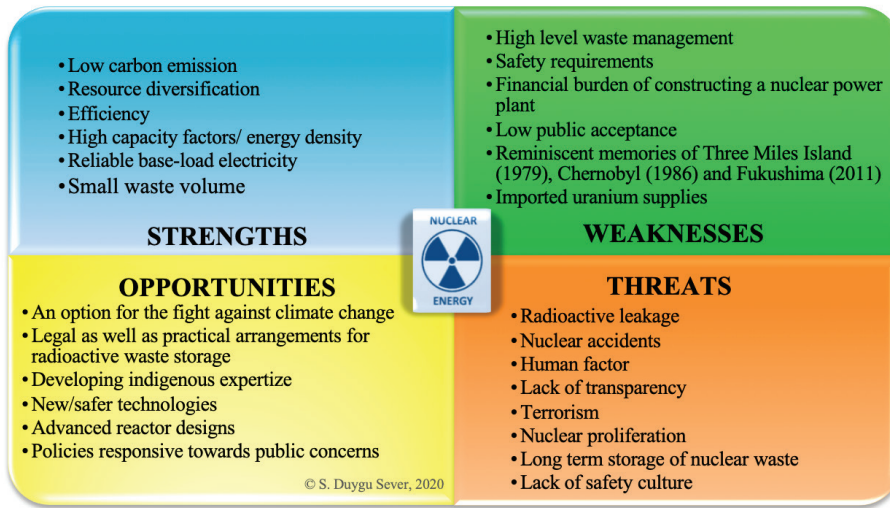 • Low carbon emission
• Resource diversification
• Efficiency
• High capacity factors/ energy density
• Reliable base-load electricity
• Small waste volume
STRENGTHS
• High level waste management
• Safety requirements
• Financial burden of constructing a nuclear power
plant
• Low public acceptance
• Reminiscent memories of Three Miles Island
(1979), Chernobyl (1986) and Fukushima (2011)
• Imported uranium supplies
WEAKNESSES
NUCLEAR
ENERGY
OPPORTUNITIES
• An option for the fight against climate change
• Legal as well as practical arrangements for
radioactive waste storage
• Developing indigenous expertize
• New/safer technologies
• Advanced reactor designs
• Policies responsive towards public concerns
© S. Duygu Sever, 2020
THREATS
• Radioactive leakage
• Nuclear accidents
• Human factor
• Lack of transparency
• Terrorism
• Nuclear proliferation
• Long term storage of nuclear waste
• Lack of safety culture